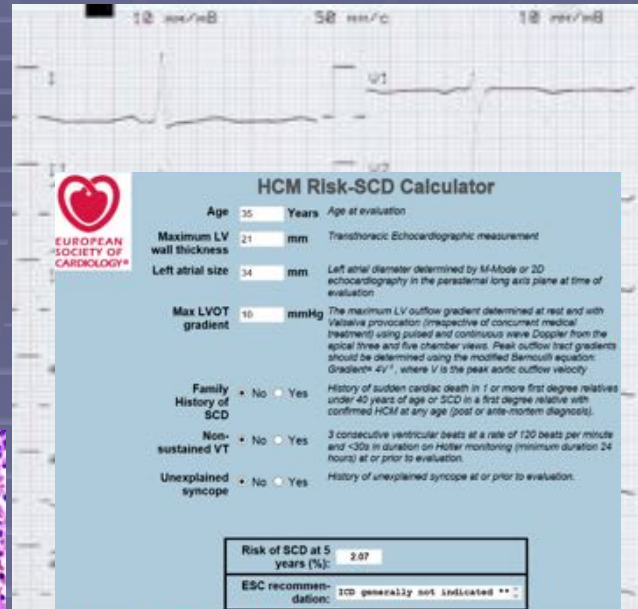 10 mm/mB 50 mm/c 10 mm/mB
I V1
II V2
HCM Risk-SCD Calculator
EUROPEAN
SOCIETY OF
CARDIOLOGY®
Age 35 Years Age at evaluation
Maximum LV
wall thickness 21 mm Transthoracic Echocardiographic measurement
Left atrial size 34 mm Left atrial diameter determined by M-Mode or 2D
echocardiography in the parasternal long axis plane at time of
evaluation
Max LVOT
gradient 10 mmHg The maximum LV outflow gradient determined at rest and with
Valsalva provocation (irrespective of concurrent medical
treatment) using pulsed and continuous wave Doppler from the
apical three and five chamber views. Peak outflow tract gradients
should be determined using the modified Bernouilli equation:
Gradient= 4V², where V is the peak aortic outflow velocity
Family
History of
SCD No Yes History of sudden cardiac death in 1 or more first degree relatives
under 40 years of age or SCD in a first degree relative with
confirmed HCM at any age (post or ante-mortem diagnosis).
Non-
sustained VT No Yes 3 consecutive ventricular beats at a rate of 120 beats per minute
and <30s in duration on Holter monitoring (minimum duration 24
hours) at or prior to evaluation.
Unexplained
syncope No Yes History of unexplained syncope at or prior to evaluation.
Risk of SCD at 5
years (%): 2.07
ESC recommen-
dation: ICD generally not indicated **